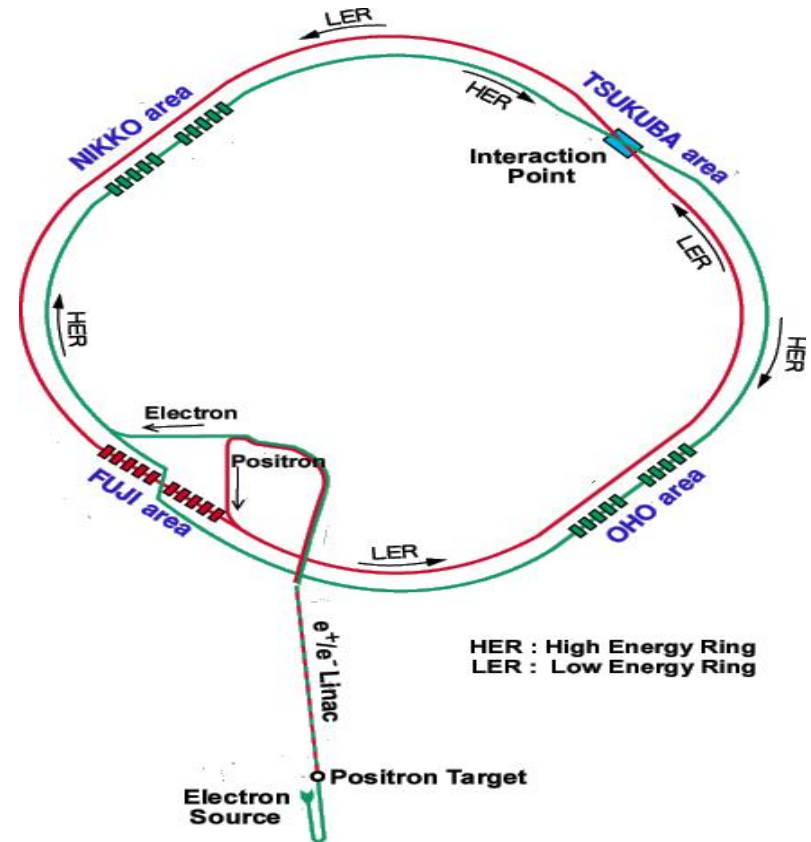 LER
HER
TSUKUBA area
NIKKO area
Interaction
Point
LER
HER
HER
Electron
Positron
FUJI area
OHO area
LER
e+/e- Linac
HER : High Energy Ring
LER : Low Energy Ring
Positron Target
Electron
Source